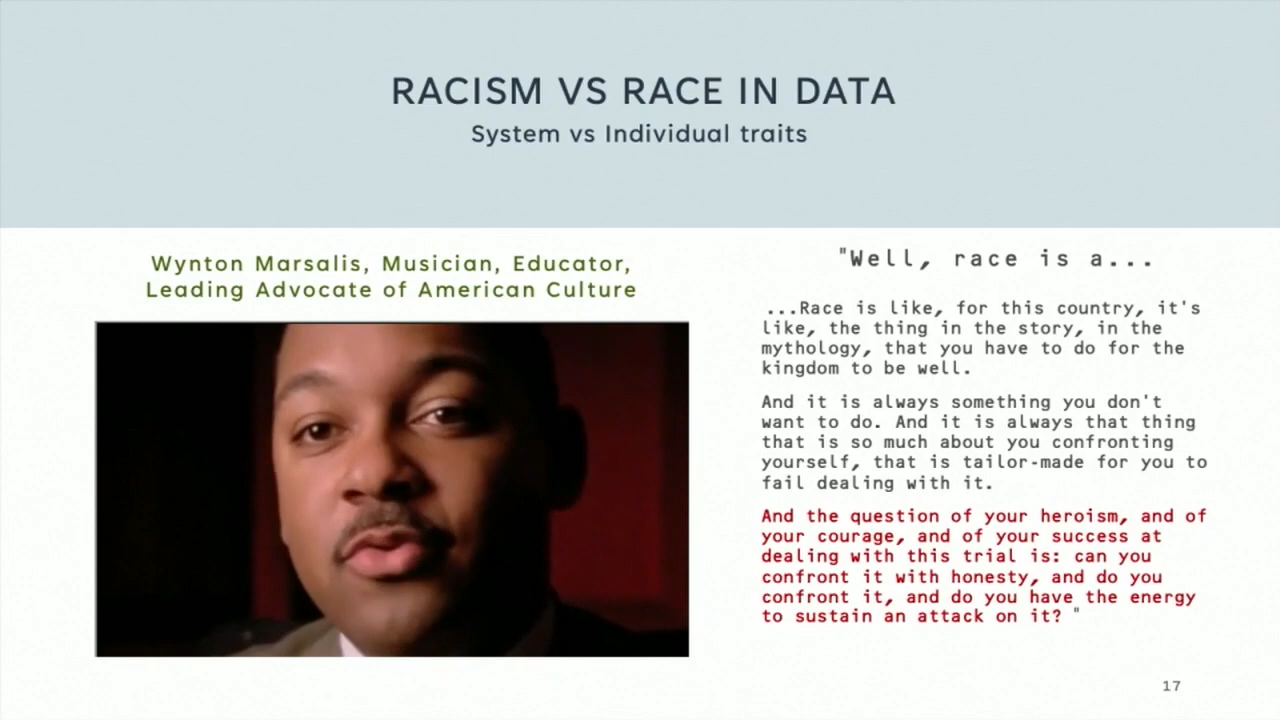 RACISM VS RACE IN DATA
System vs Individual traits
Wynton Marsalis, Musician, Educator,
Leading Advocate of American Culture
"Well, race is a...
...Race is like, for this country, it's
like, the thing in the story, in the
mythology, that you have to do for the
kingdom to be well.
And it is always something you don't
want to do. And it is always that thing
that is so much about you confronting
yourself, that is tailor-made for you to
fail dealing with it.
And the question of your heroism, and of
your courage, and of your success at
dealing with this trial is: can you
confront it with honesty, and do you
confront it, and do you have the energy
to sustain an attack on it? "
17